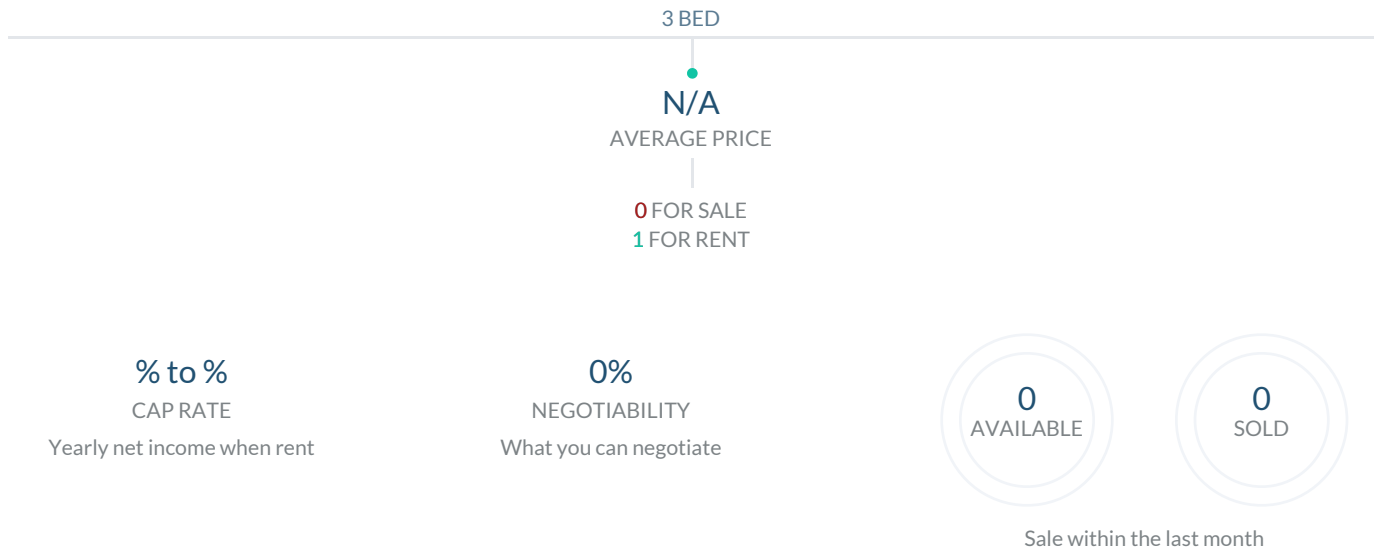 3 BED
N/A
AVERAGE PRICE
0 FOR SALE
1 FOR RENT
% to %
CAP RATE
Yearly net income when rent
0%
NEGOTIABILITY
What you can negotiate
0
AVAILABLE
0
SOLD
Sale within the last month